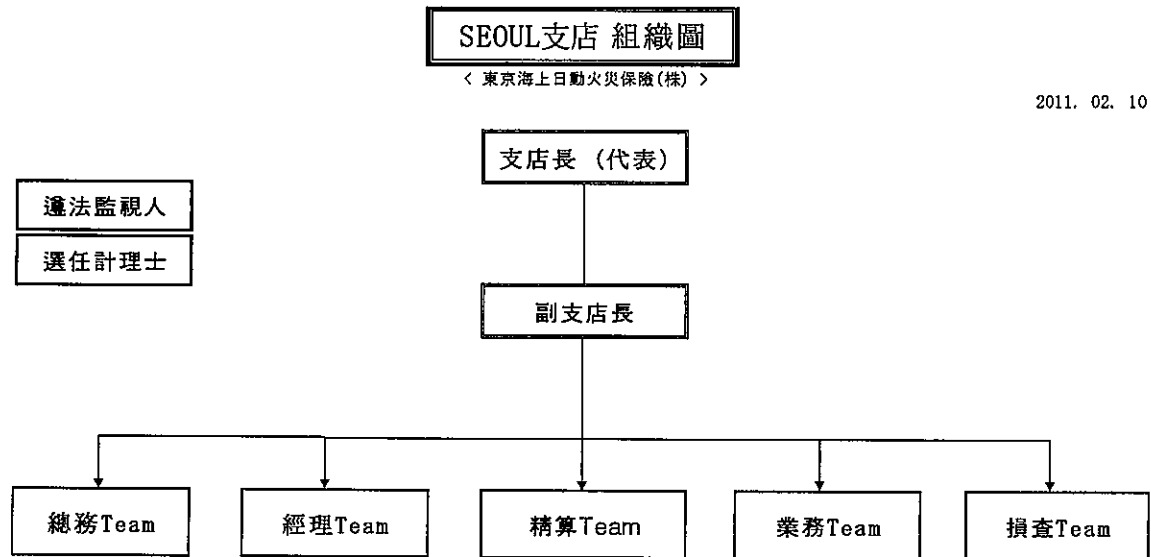 SEOUL支店 組織圖
< 東京海上日動火災保險(株) >
2011. 02. 10
支店長 (代表)
遵法監視人
選任計理士
副支店長
總務Team
經理Team
精算Team
業務Team
損査Team